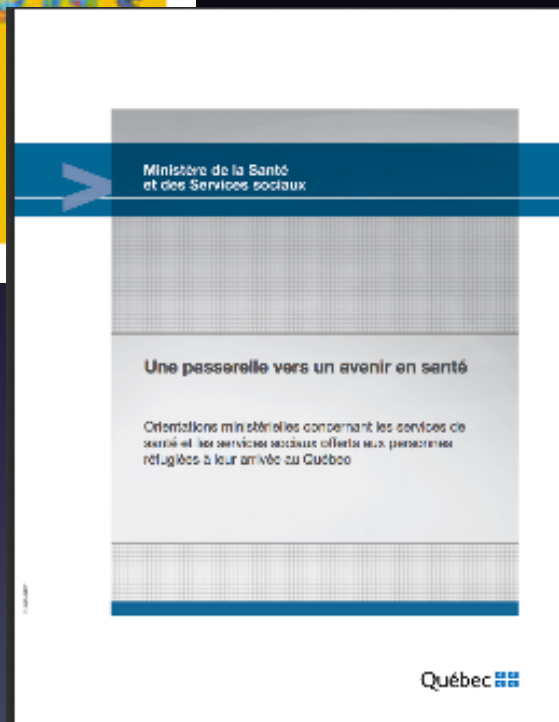 Ministère de la Santé
et des Services sociaux
Une passerelle vers un avenir en santé
Orientations ministérielles concernant les services de
santé et les services sociaux offerts aux personnes
réfugiées à leur arrivée au Québec
Québec